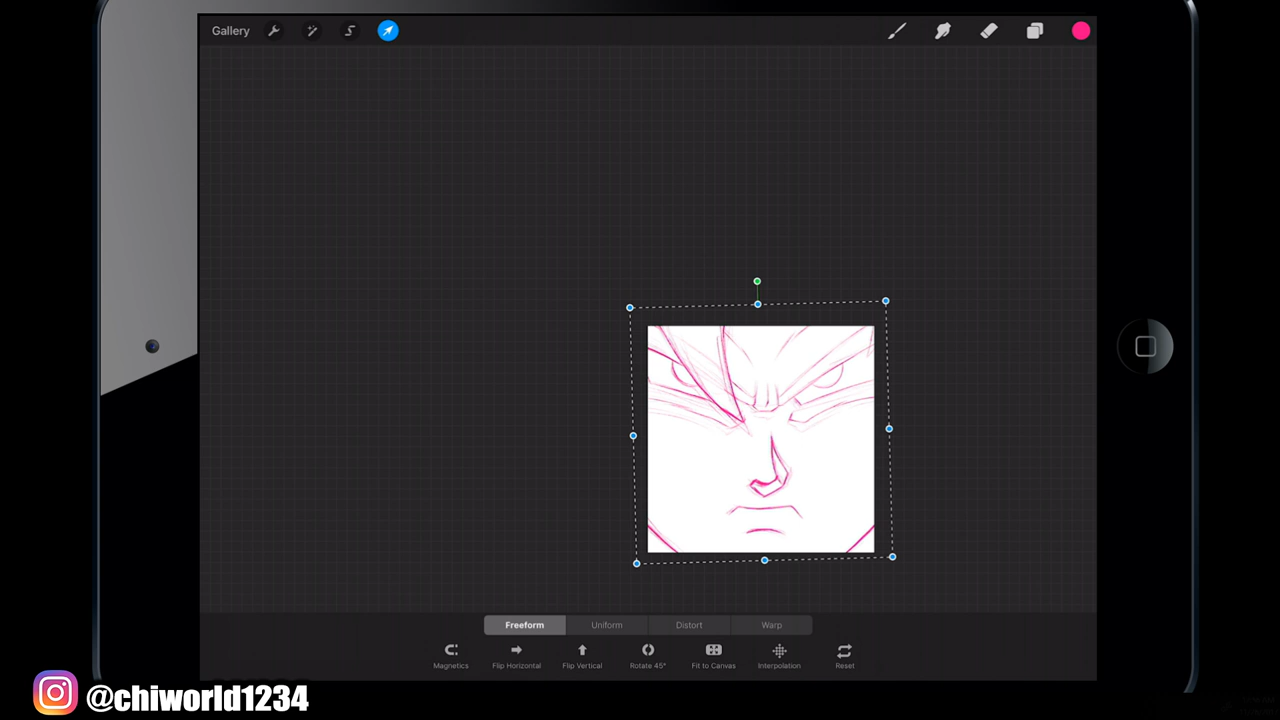 Gallery
Freeform Uniform Distort Warp
Magnetics Flip Horizontal Flip Vertical Rotate 45° Fit to Canvas Interpolation Reset
@chiworld1234